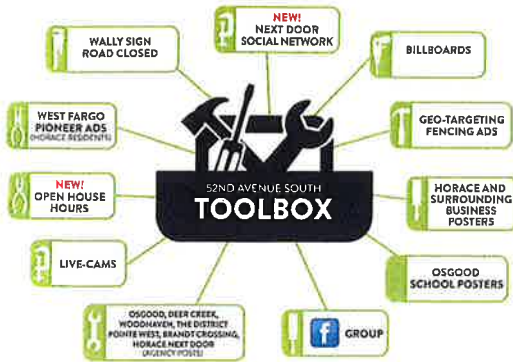 NEW!
NEXT DOOR
SOCIAL NETWORK
WALLY SIGN
ROAD CLOSED
BILLBOARDS
WEST FARGO
PIONEER ADS
(HORACE RESIDENTS)
GEO-TARGETING
FENCING ADS
NEW!
OPEN HOUSE
HOURS
52ND AVENUE SOUTH
TOOLBOX
HORACE AND
SURROUNDING
BUSINESS
POSTERS
LIVE-CAMS
OSGOOD
SCHOOL POSTERS
OSGOOD, DEER CREEK,
WOODHAVEN, THE DISTRICT
POINTE WEST, BRANDT CROSSING,
HORACE NEXT DOOR
(AGENCY POSTS)
f GROUP